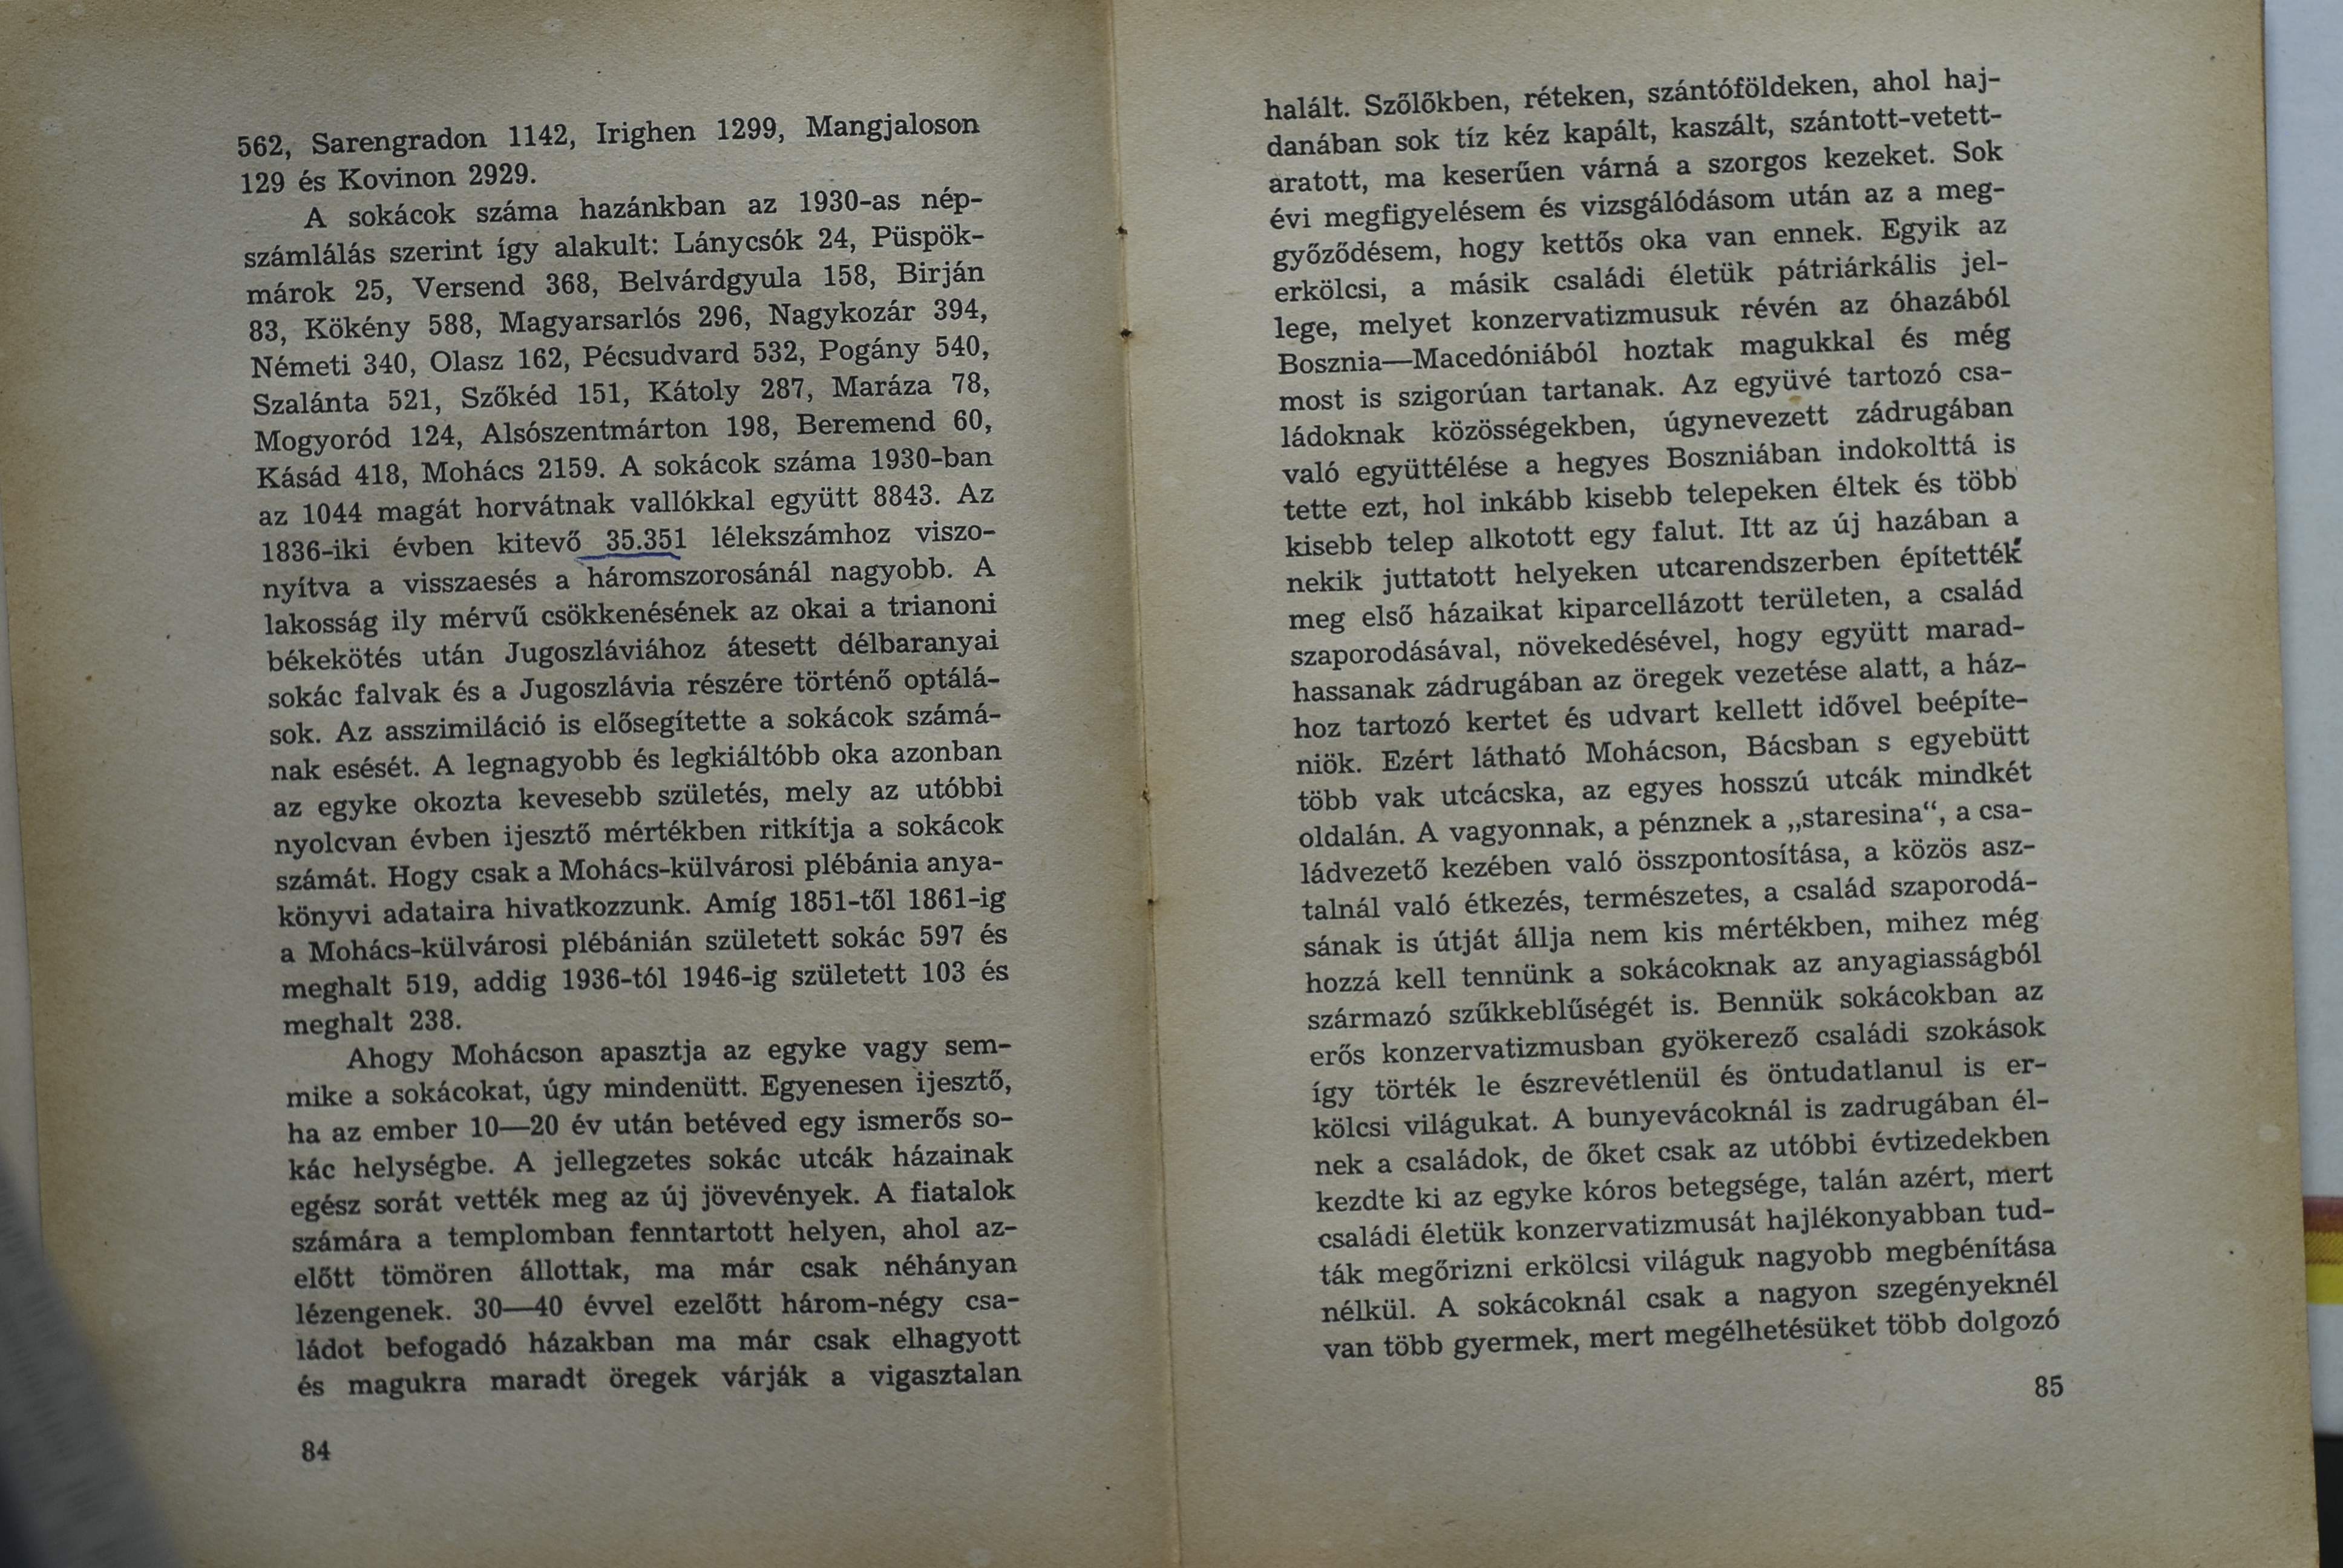 562, Sarengradon 1142, Irighen 1299, Mangjaloson
129 és Kovinon 2929.
A sokácok száma hazánkban az 1930-as nép-
számlálás szerint így alakult: Lánycsók 24, Püspök-
márok 25, Versend 368, Belvárdgyula 158, Birján
83, Kökény 588, Magyarsarlós 296, Nagykozár 394,
Németi 340, Olasz 162, Pécsudvard 532, Pogány 540,
Szalánta 521, Szőkéd 151, Kátoly 287, Maráza 78,
Mogyoród 124, Alsószentmárton 198, Beremend 60,
Kásád 418, Mohács 2159. A sokácok száma 1930-ban
az 1044 magát horvátnak vallókkal együtt 8843. Az
1836-iki évben kitevő 35.351 lélekszámhoz viszo-
nyítva a visszaesés a háromszorosánál nagyobb. A
lakosság ily mérvű csökkenésének az okai a trianoni
békekötés után Jugoszláviához átesett délbaranyai
sokác falvak és a Jugoszlávia részére történő optálá-
sok. Az asszimiláció is elősegítette a sokácok számá-
nak esését. A legnagyobb és legkiáltóbb oka azonban
az egyke okozta kevesebb születés, mely az utóbbi
nyolcvan évben ijesztő mértékben ritkítja a sokácok
számát. Hogy csak a Mohács-külvárosi plébánia anya-
könyvi adataira hivatkozzunk. Amíg 1851-től 1861-ig
a Mohács-külvárosi plébánián született sokác 597 és
meghalt 519, addig 1936-tól 1946-ig született 103 és
meghalt 238.
Ahogy Mohácson apasztja az egyke vagy sem-
mike a sokácokat, úgy mindenütt. Egyenesen ijesztő,
ha az ember 10—20 év után betéved egy ismerős so-
kác helységbe. A jellegzetes sokác utcák házainak
egész sorát vették meg az új jövevények. A fiatalok
számára a templomban fenntartott helyen, ahol az-
előtt tömören állottak, ma már csak néhányan
lézengenek. 30—40 évvel ezelőtt három-négy csa-
ládot befogadó házakban ma már csak elhagyott
és magukra maradt öregek várják a vigasztalan
84
halált. Szőlőkben, réteken, szántóföldeken, ahol haj-
danában sok tíz kéz kapált, kaszált, szántott-vetett-
aratott, ma keserűen várná a szorgos kezeket. Sok
évi megfigyelésem és vizsgálódásom után az a meg-
győződésem, hogy kettős oka van ennek. Egyik az
erkölcsi, a másik családi életük pátriárkális jel-
lege, melyet konzervatizmusuk révén az óhazából
Bosznia—Macedóniából hoztak magukkal és még
most is szigorúan tartanak. Az együvé tartozó csa-
ládoknak közösségekben, úgynevezett zádrugában
való együttélése a hegyes Boszniában indokolttá is
tette ezt, hol inkább kisebb telepeken éltek és több
kisebb telep alkotott egy falut. Itt az új hazában a
nekik juttatott helyeken utcarendszerben építették
meg első házaikat kiparcellázott területen, a család
szaporodásával, növekedésével, hogy együtt marad-
hassanak zádrugában az öregek vezetése alatt, a ház-
hoz tartozó kertet és udvart kellett idővel beépíte-
niök. Ezért látható Mohácson, Bácsban s egyebütt
több vak utcácska, az egyes hosszú utcák mindkét
oldalán. A vagyonnak, a pénznek a „staresina“, a csa-
ládvezető kezében való összpontosítása, a közös asz-
talnál való étkezés, természetes, a család szaporodá-
sának is útját állja nem kis mértékben, mihez még
hozzá kell tennünk a sokácoknak az anyagiasságból
származó szűkkeblűségét is. Bennük sokácokban az
erős konzervatizmusban gyökerező családi szokások
így törték le észrevétlenül és öntudatlanul is er-
kölcsi világukat. A bunyevácoknál is zadrugában él-
nek a családok, de őket csak az utóbbi évtizedekben
kezdte ki az egyke kóros betegsége, talán azért, mert
családi életük konzervatizmusát hajlékonyabban tud-
ták megőrizni erkölcsi világuk nagyobb megbénítása
nélkül. A sokácoknál csak a nagyon szegényeknél
van több gyermek, mert megélhetésüket több dolgozó
85